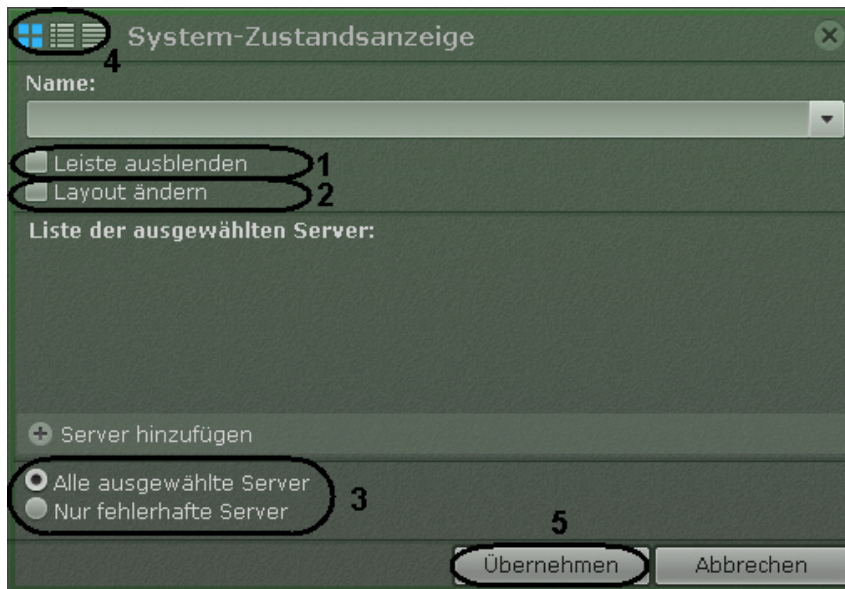 System-Zustandsanzeige
4
Name:
Leiste ausblenden 1
Layout ändern 2
Liste der ausgewählten Server:
Server hinzufügen
Alle ausgewählte Server
Nur fehlerhafte Server
3
5
Übernehmen Abbrechen